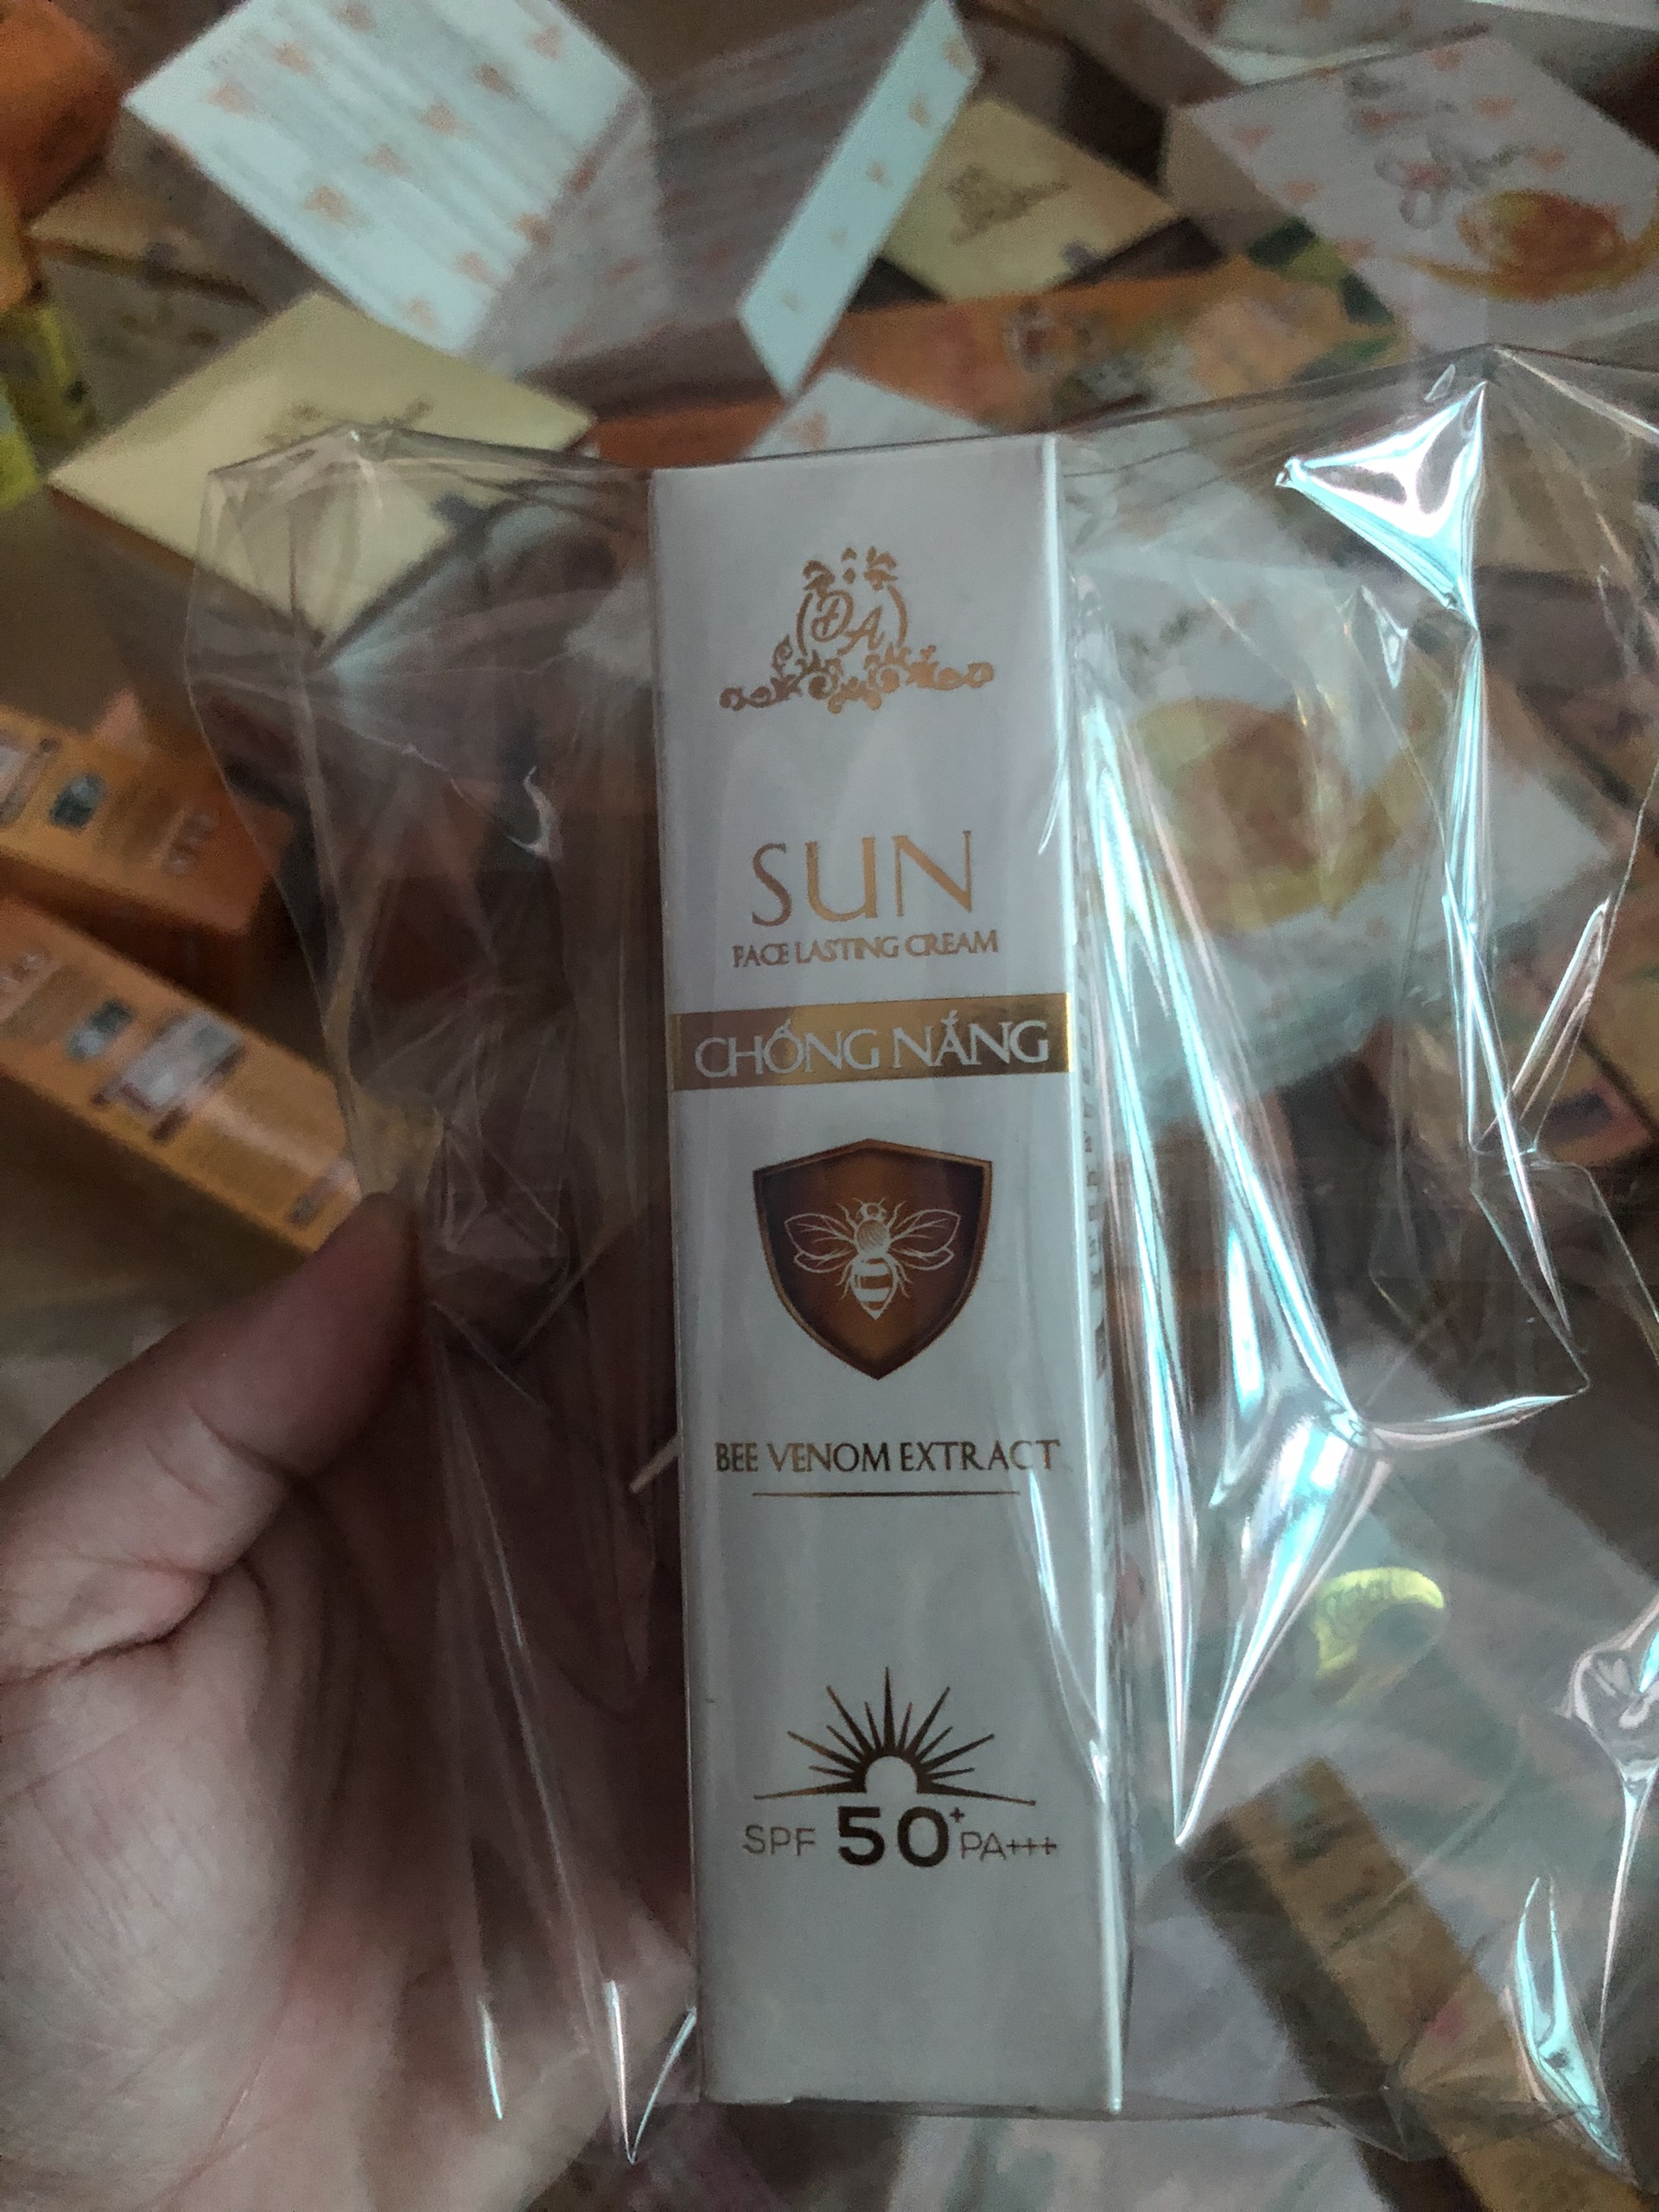 ĐA
SUN
FACE LASTING CREAM
CHỐNG NẮNG
BEE VENOM EXTRACT
SPF 50+ PA+++